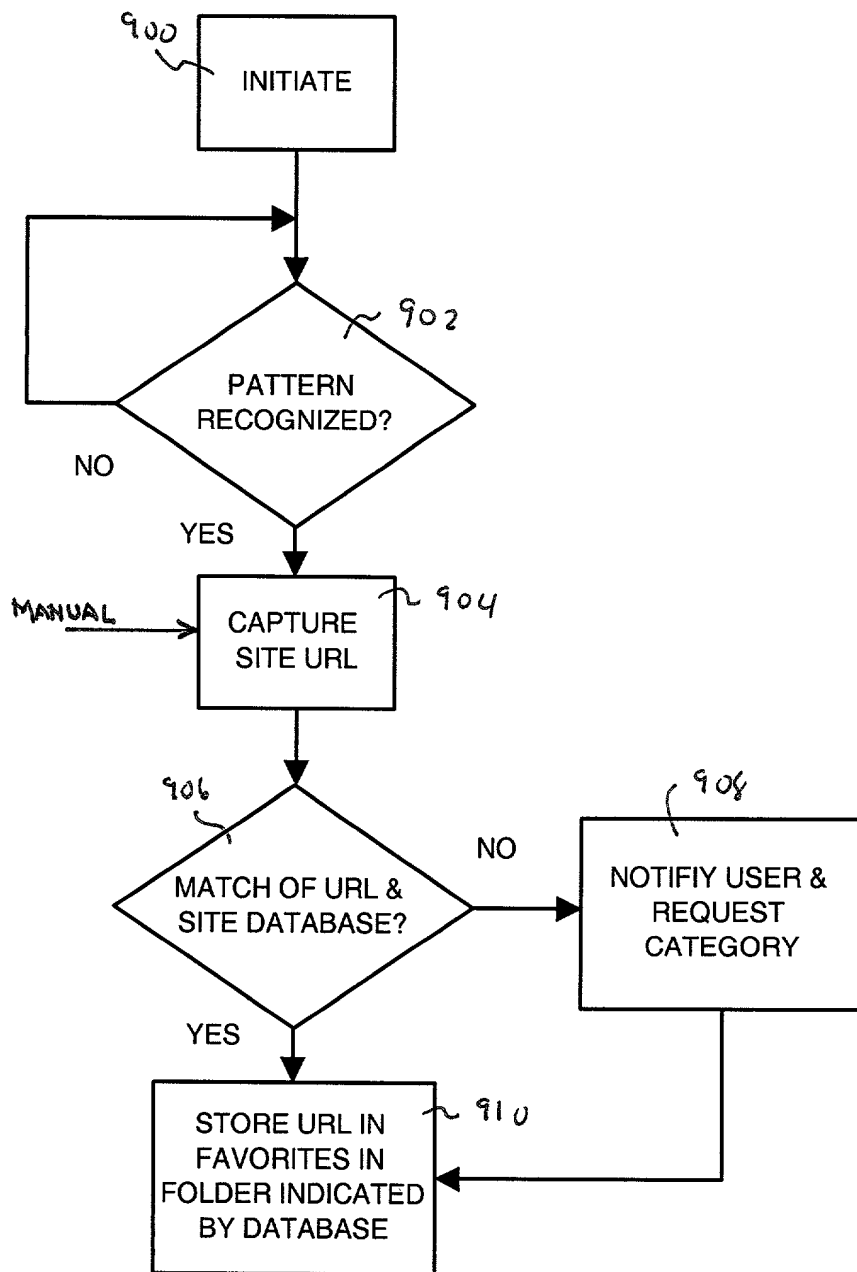 900
INITIATE
902
PATTERN
RECOGNIZED?
NO
YES
904
MANUAL
CAPTURE
SITE URL
906
908
MATCH OF URL &
SITE DATABASE?
NO
NOTIFIY USER &
REQUEST
CATEGORY
YES
910
STORE URL IN
FAVORITES IN
FOLDER INDICATED
BY DATABASE